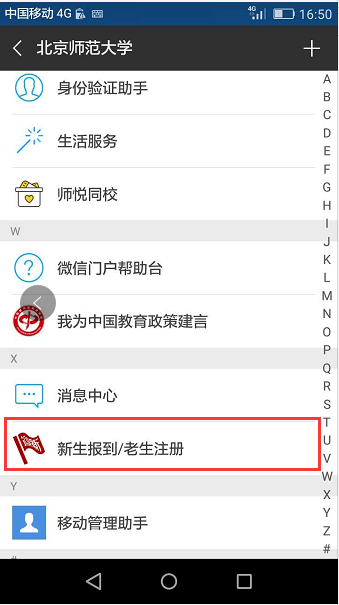 中国移动 4G 4G 16:50
北京师范大学
身份验证助手
生活服务
师悦同校
W
微信门户帮助台
我为中国教育政策建言
X
消息中心
新生报到/老生注册
Y
移动管理助手
#
A
B
C
D
E
F
G
H
I
J
K
L
M
N
O
P
Q
R
S
T
U
V
W
X
Y
Z
#